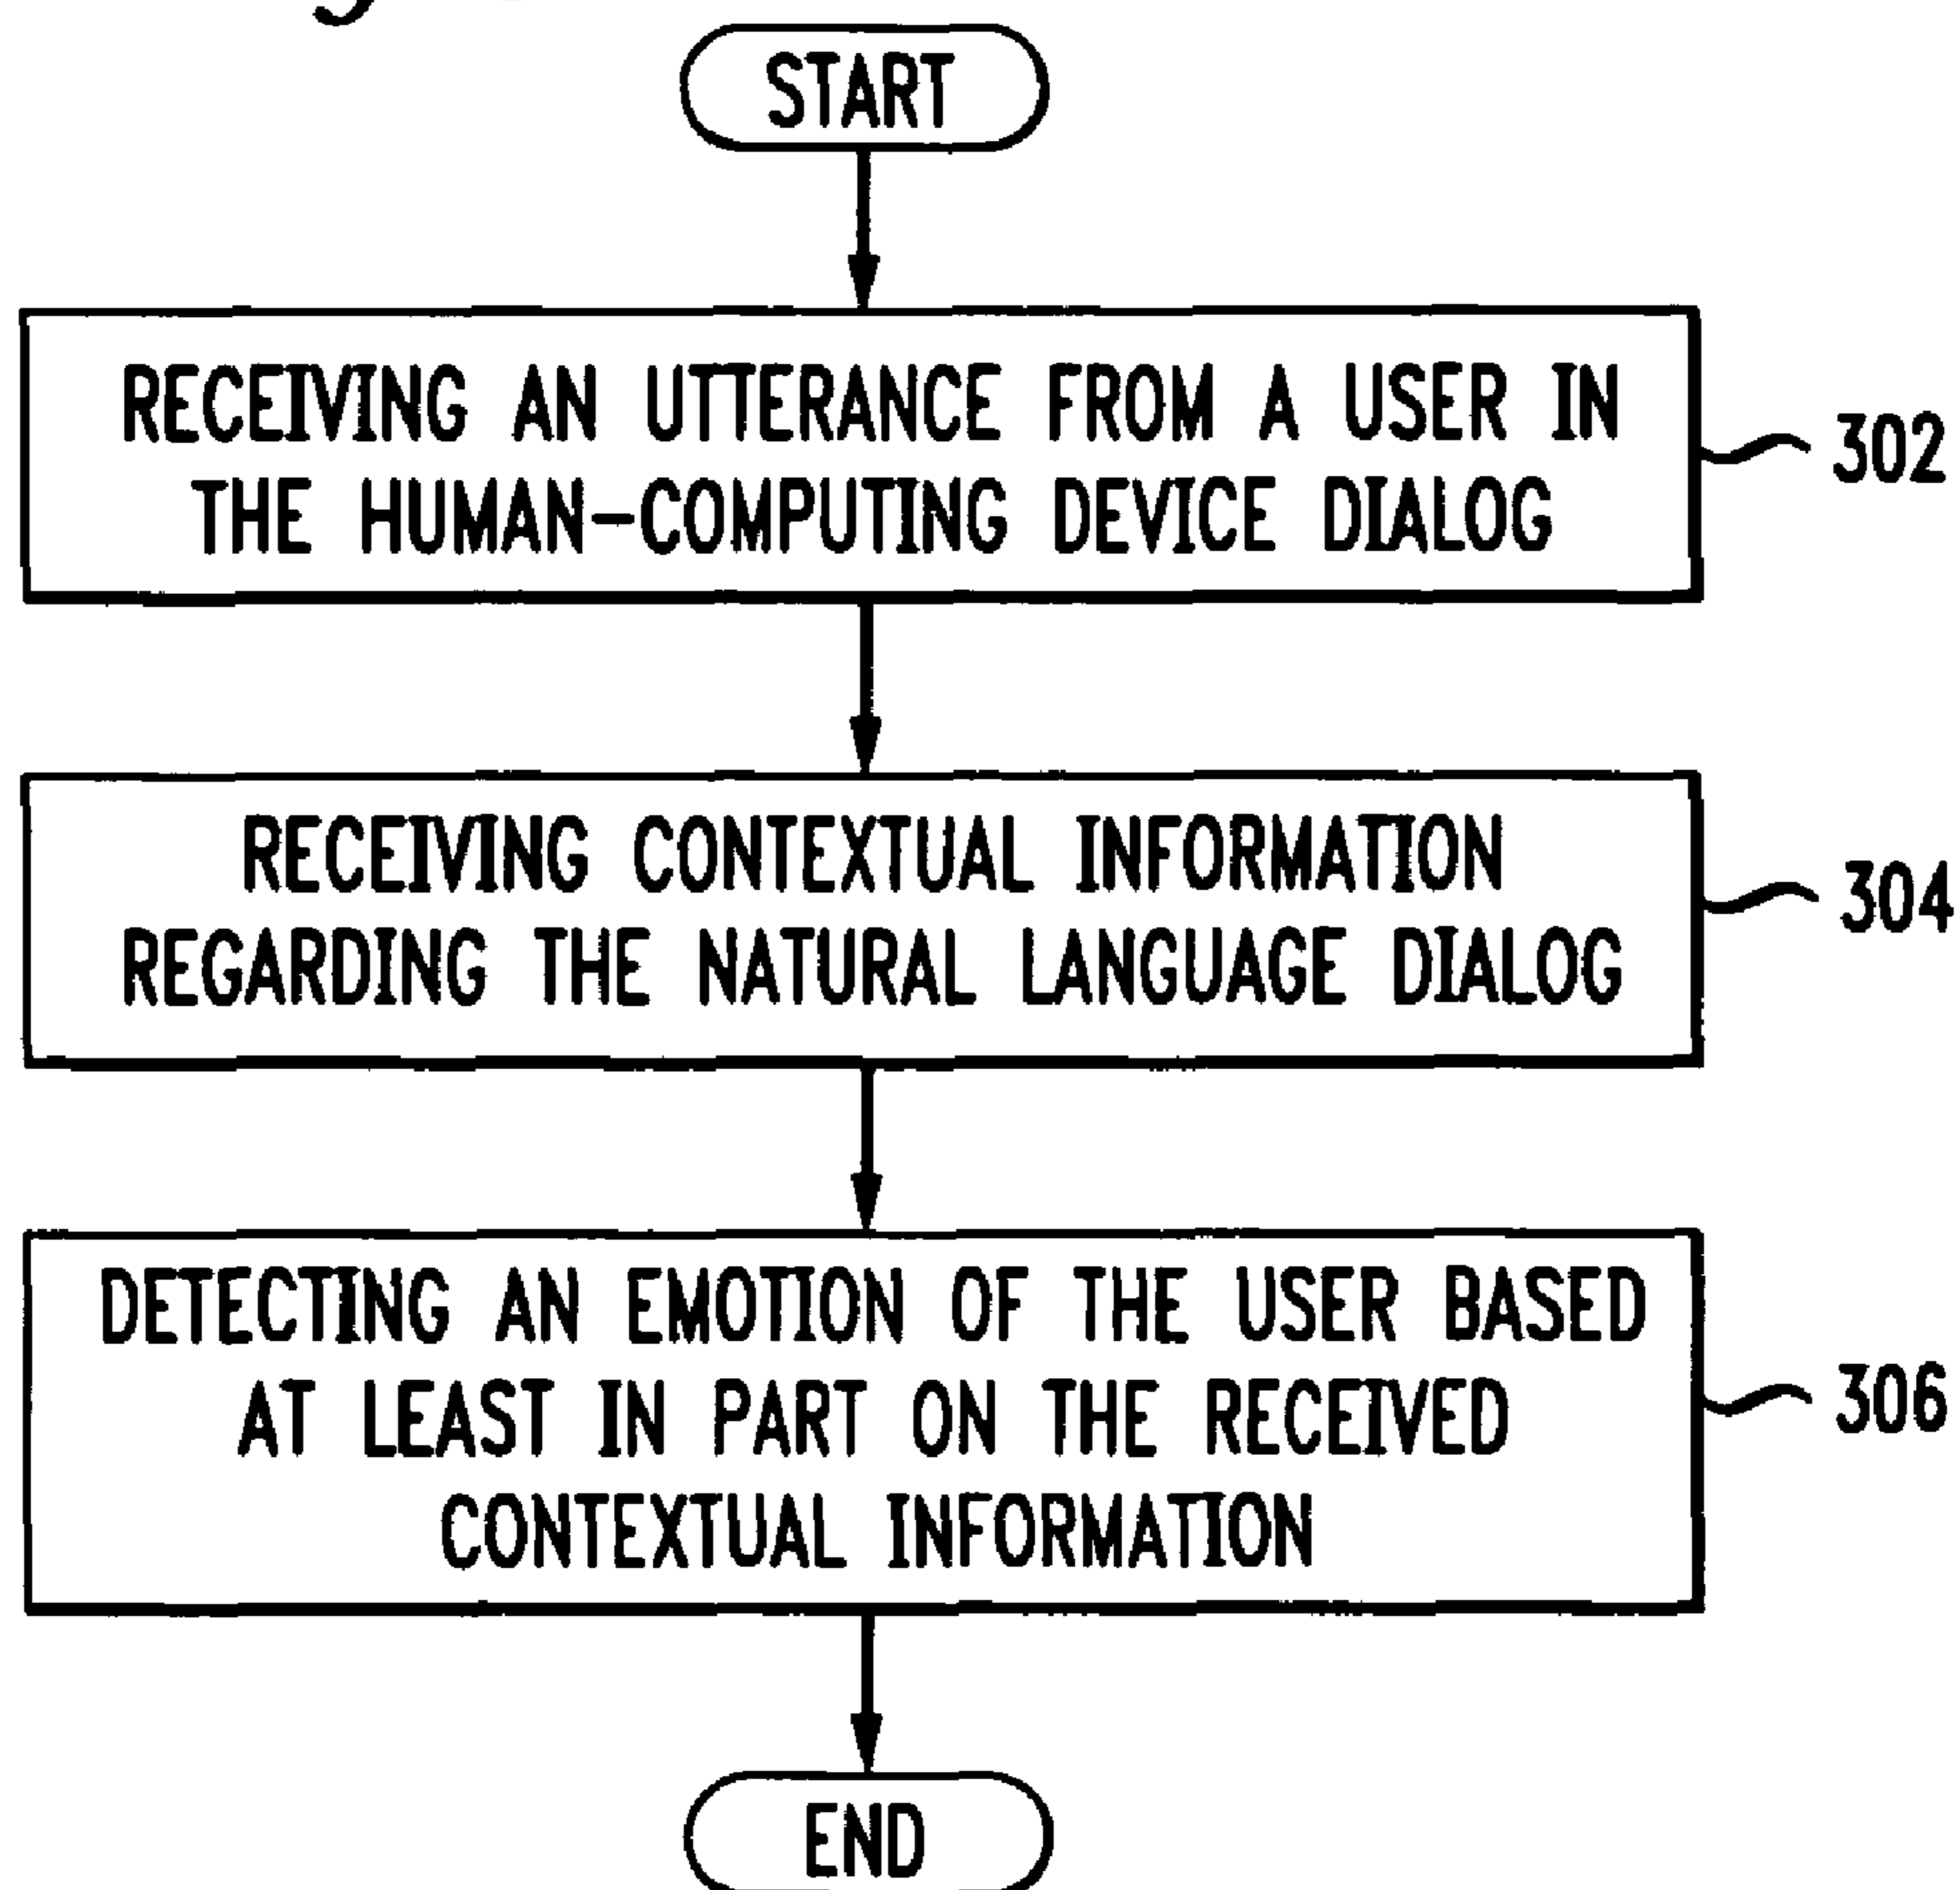 START
RECEIVING AN UTTERANCE FROM A USER IN
THE HUMAN-COMPUTING DEVICE DIALOG
302
RECEIVING CONTEXTUAL INFORMATION
REGARDING THE NATURAL LANGUAGE DIALOG
304
DETECTING AN EMOTION OF THE USER BASED
AT LEAST IN PART ON THE RECEIVED
CONTEXTUAL INFORMATION
306
END